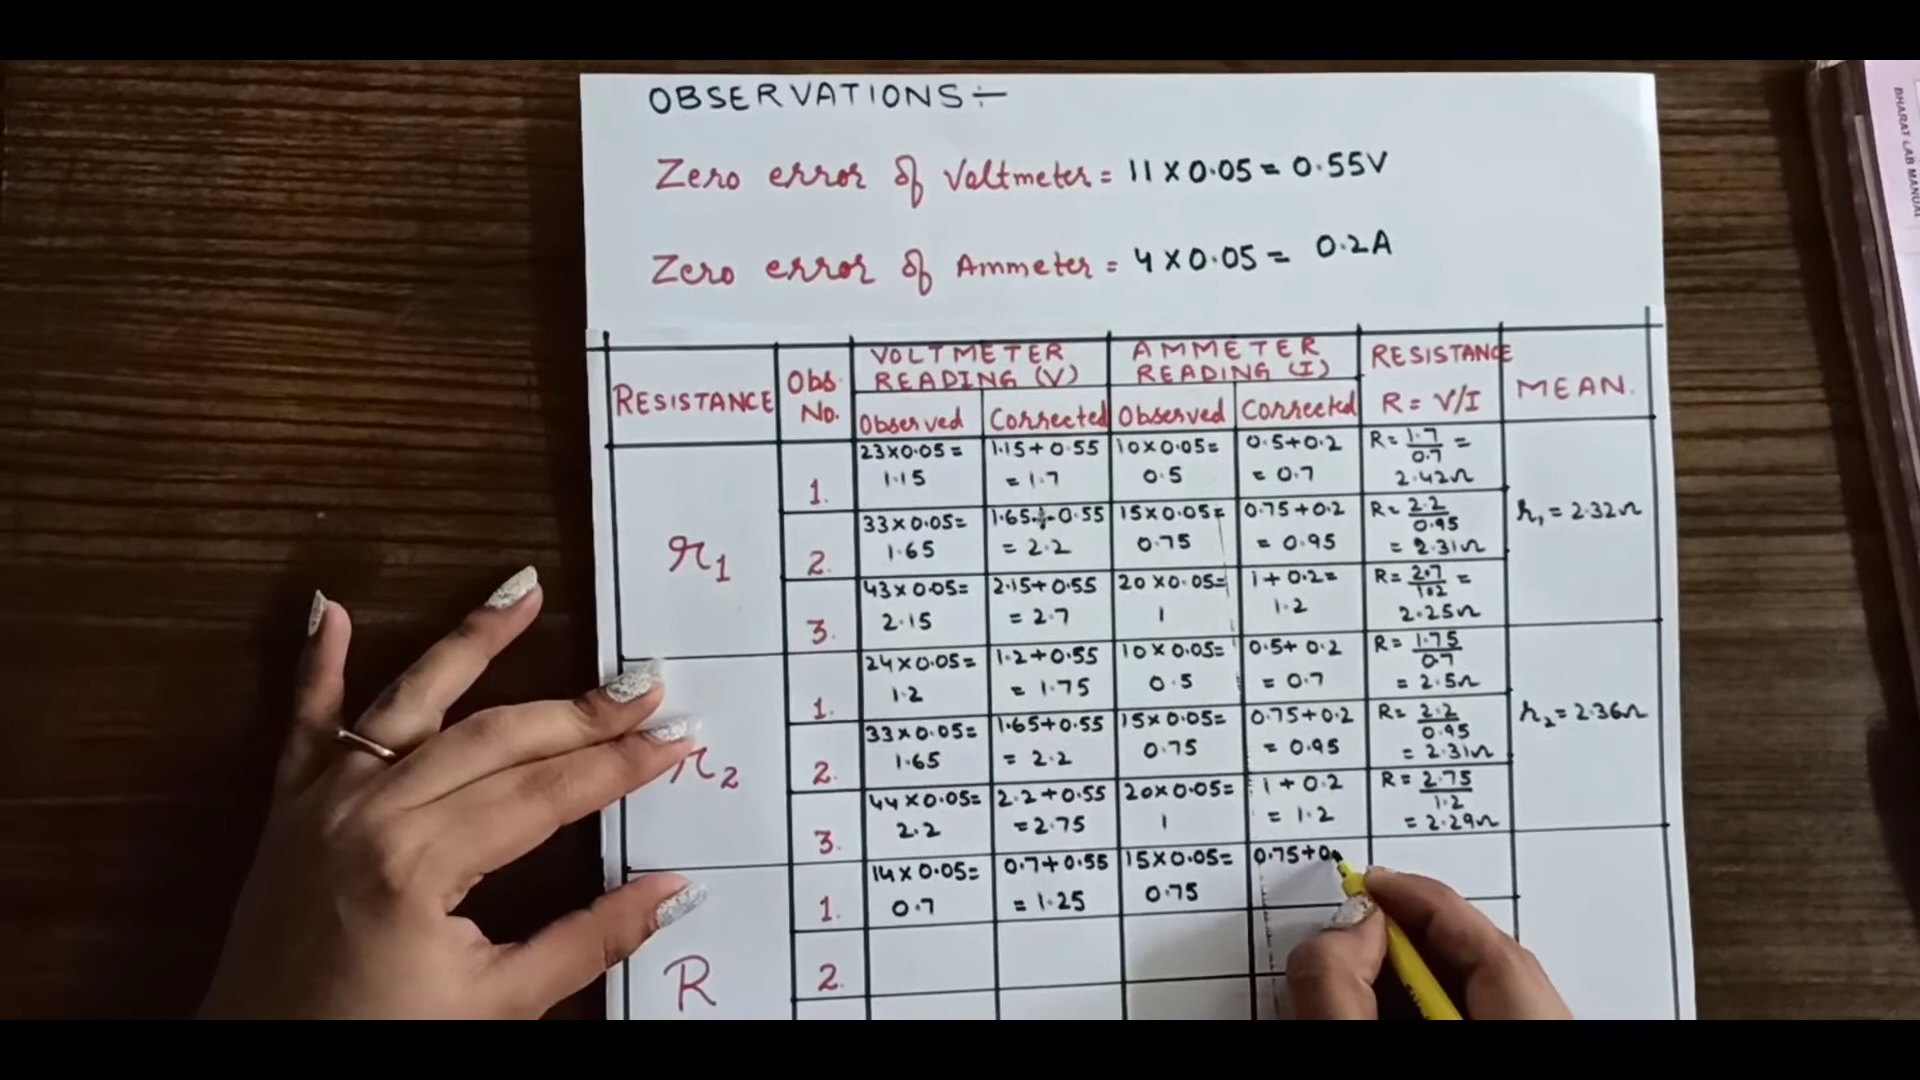 OBSERVATIONS ÷
Zero error of Voltmeter = 11 X 0.05 = 0.55V
Zero error of Ammeter = 4 X 0.05 = 0.2A
RESISTANCE
Obs. No.
VOLTMETER READING (V)
AMMETER READING (I)
RESISTANCE R = V/I
MEAN.
Observed Corrected Observed Corrected
r1
1.
23x0.05 = 1.15
1.15 + 0.55 = 1.7
10x0.05 = 0.5
0.5+0.2 = 0.7
R = 1.7/0.7 = 2.42Ω
r1 = 2.32Ω
2.
33 x 0.05 = 1.65
1.65 + 0.55 = 2.2
15x0.05 = 0.75
0.75+0.2 = 0.95
R = 2.2/0.95 = 2.31Ω
3.
43x0.05 = 2.15
2.15+0.55 = 2.7
20 x0.05 = 1
1 + 0.2 = 1.2
R = 2.7/1.2 = 2.25Ω
r2
1.
24x0.05 = 1.2
1.2+0.55 = 1.75
10x0.05 = 0.5
0.5+ 0.2 = 0.7
R = 1.75/0.7 = 2.5Ω
r2 = 2.36Ω
2.
33x0.05 = 1.65
1.65+0.55 = 2.2
15x0.05 = 0.75
0.75+0.2 = 0.95
R = 2.2/0.95 = 2.31Ω
3.
44x0.05 = 2.2
2.2+0.55 = 2.75
20x0.05 = 1
1 + 0.2 = 1.2
R = 2.75/1.2 = 2.29Ω
R
1.
14x0.05 = 0.7
0.7+0.55 = 1.25
15x0.05 = 0.75
0.75+0.
2.
BHARAT LAB MANUAL